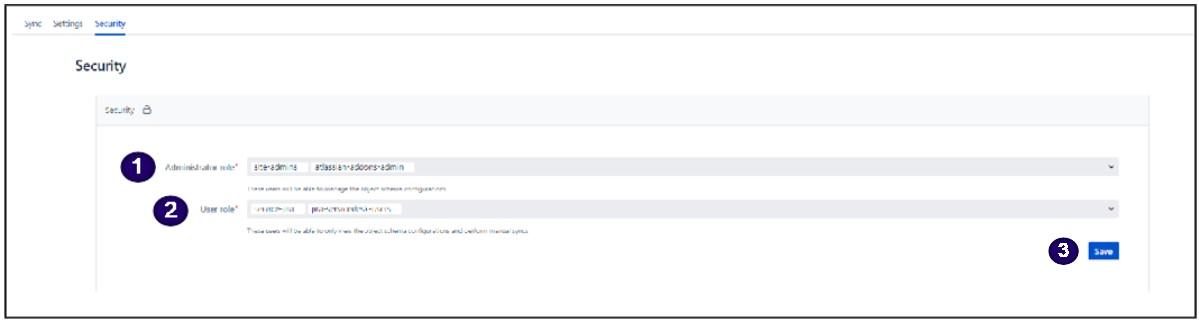 Sync Settings Security
Security
Security
1 Administrator role* site-admins atlassian-addons-admin
These users will be able to manage the object schema configurations
2 User role*
These users will be able to only view the object schema configurations and perform manual syncs
3 Save